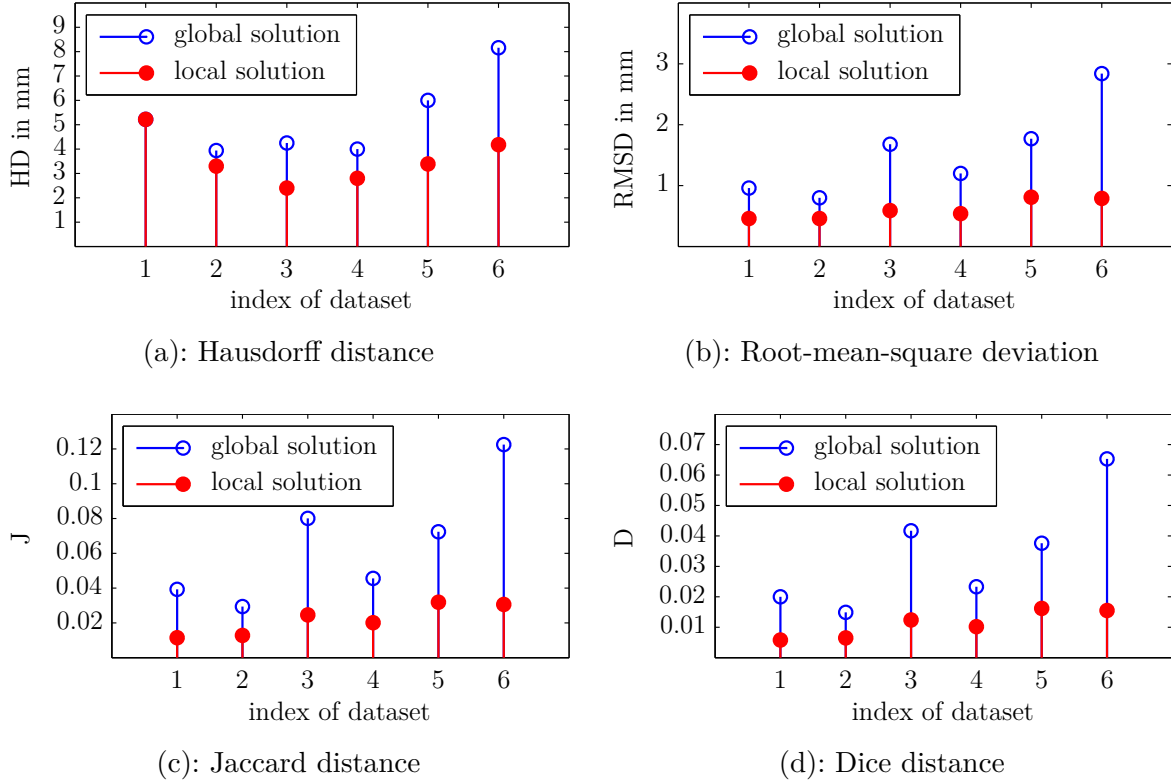 9
8
7
6
5
4
3
2
1
HD in mm
global solution
local solution
1 2 3 4 5 6
index of dataset
(a): Hausdorff distance
3
2
1
RMSD in mm
global solution
local solution
1 2 3 4 5 6
index of dataset
(b): Root-mean-square deviation
0.12
0.1
0.08
0.06
0.04
0.02
J
global solution
local solution
1 2 3 4 5 6
index of dataset
(c): Jaccard distance
0.07
0.06
0.05
0.04
0.03
0.02
0.01
D
global solution
local solution
1 2 3 4 5 6
index of dataset
(d): Dice distance